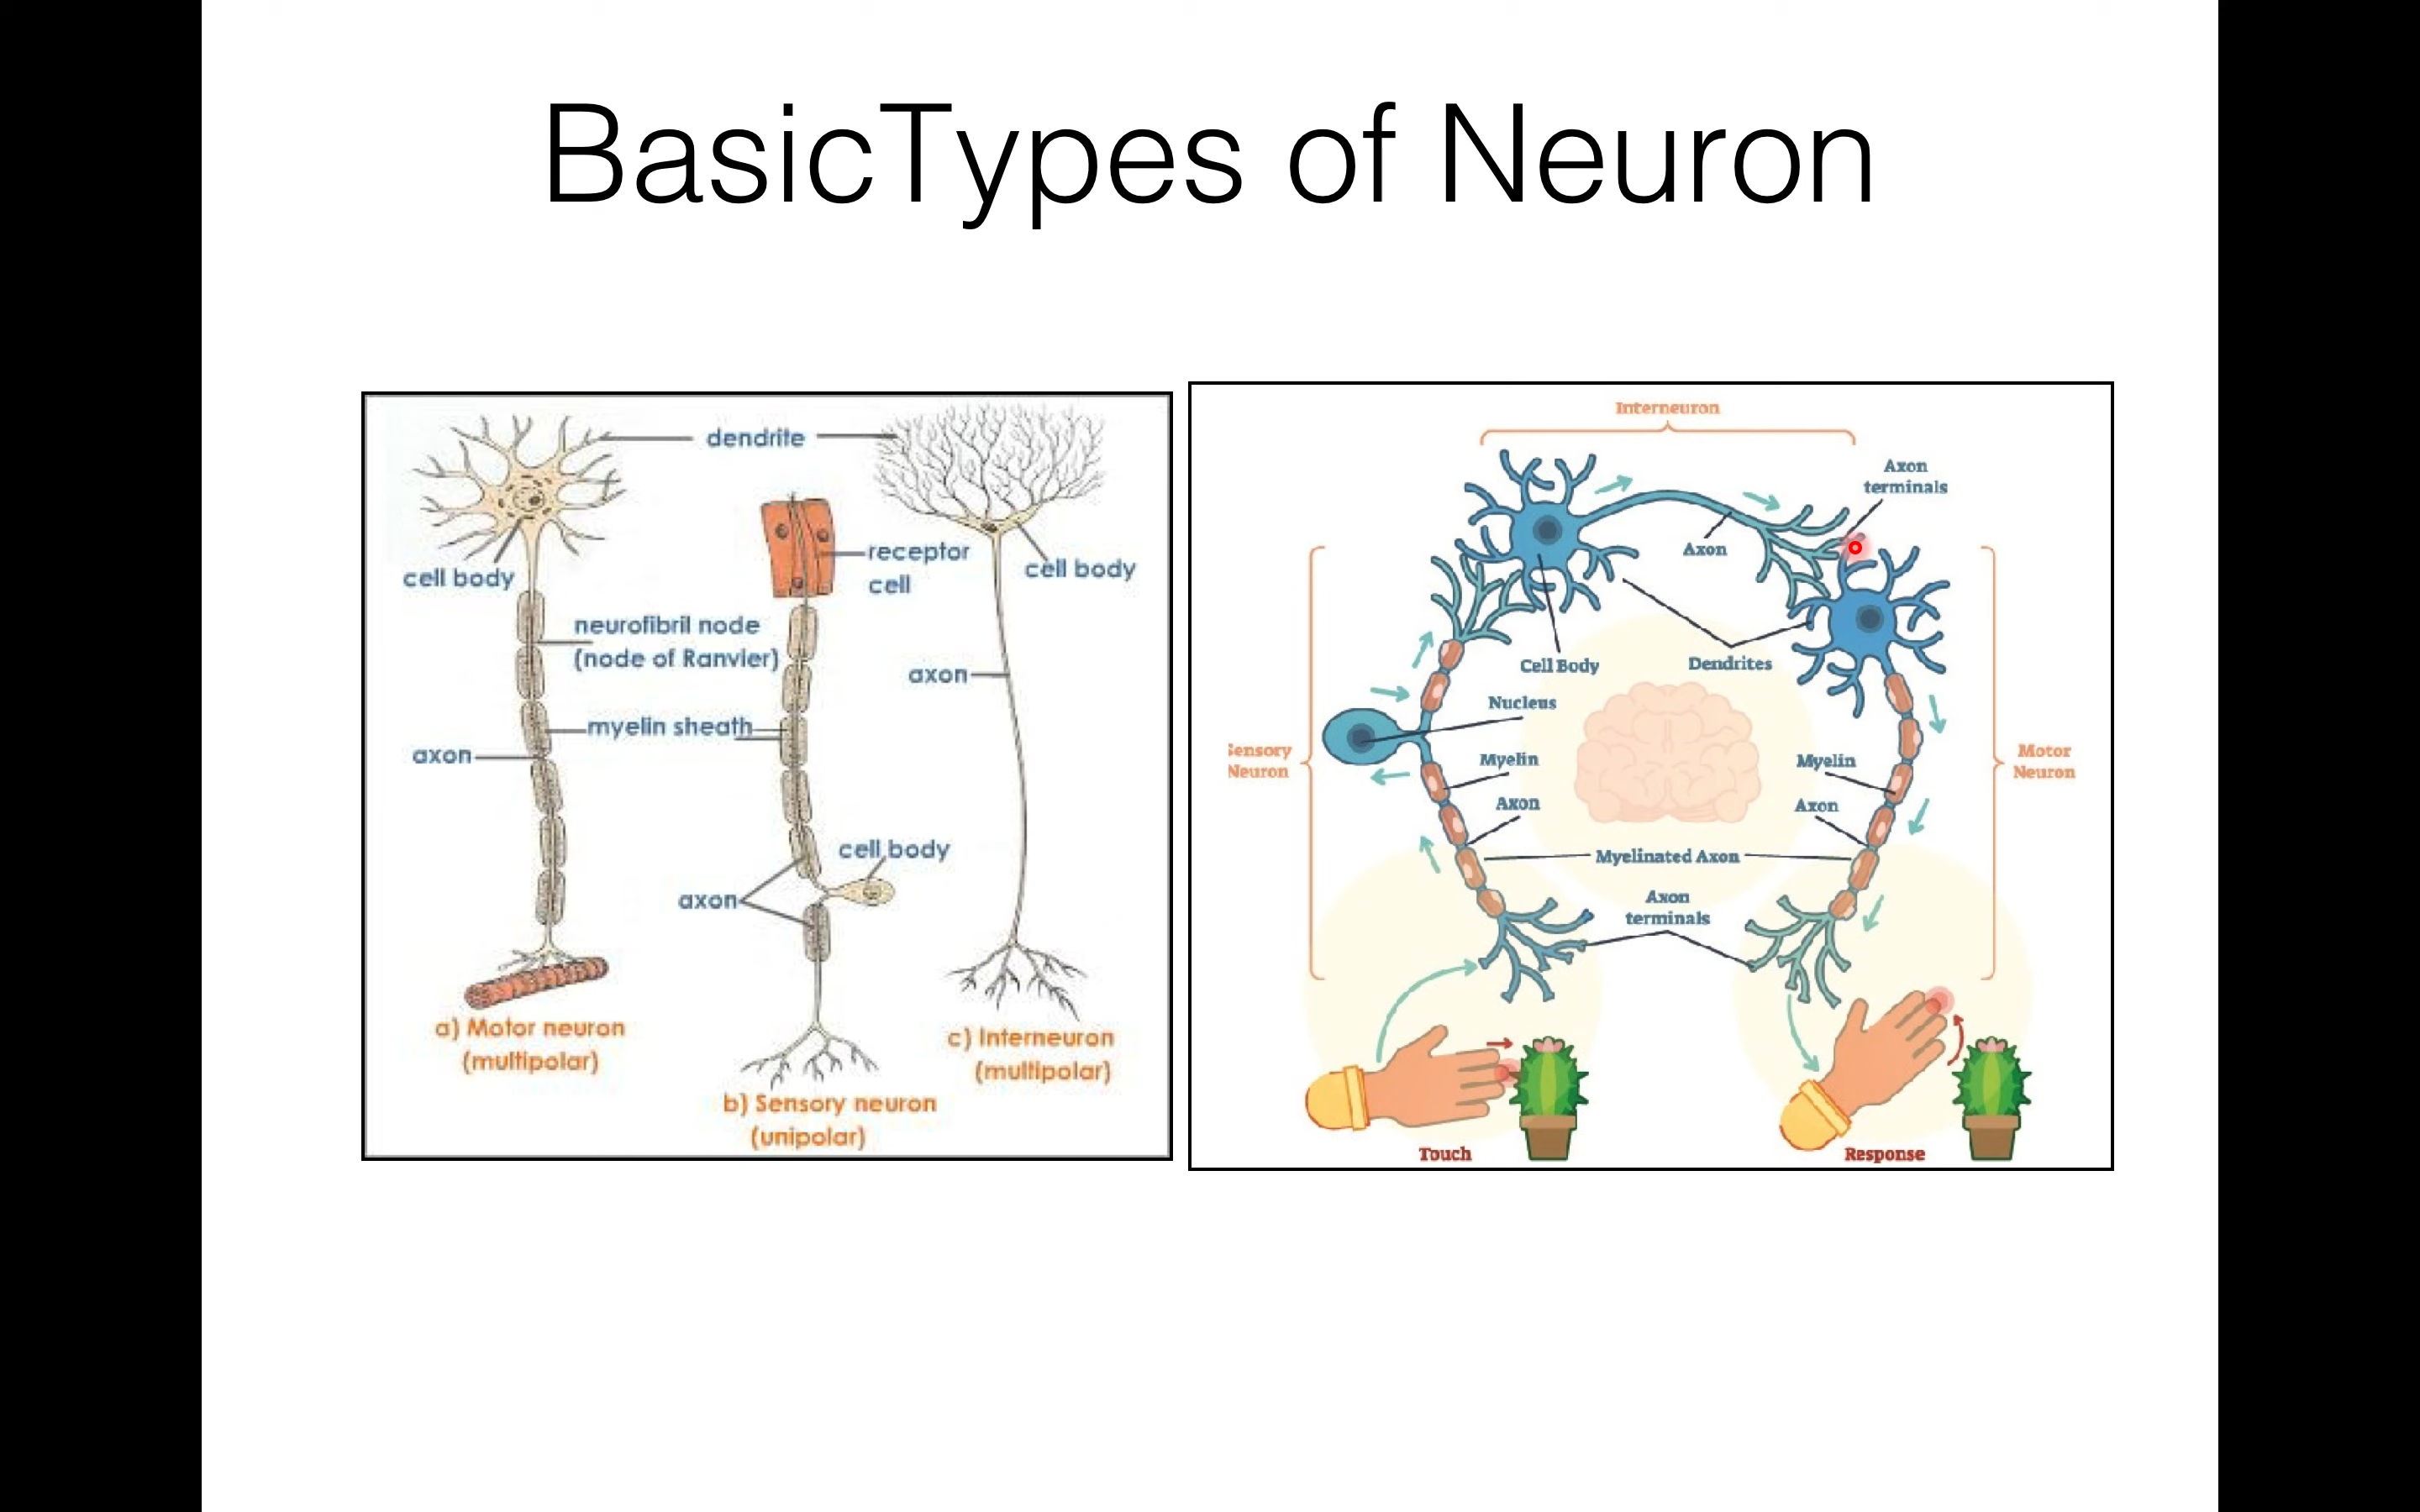 BasicTypes of Neuron
dendrite
cell body
receptor
cell
cell body
neurofibril node
(node of Ranvier)
axon
myelin sheath
axon
cell body
axon
a) Motor neuron
(multipolar)
b) Sensory neuron
(unipolar)
c) Interneuron
(multipolar)
Interneuron
Axon
terminals
Axon
Cell Body
Dendrites
Nucleus
Sensory
Neuron
Myelin
Axon
Myelin
Axon
Motor
Neuron
Myelinated Axon
Axon
terminals
Touch
Response